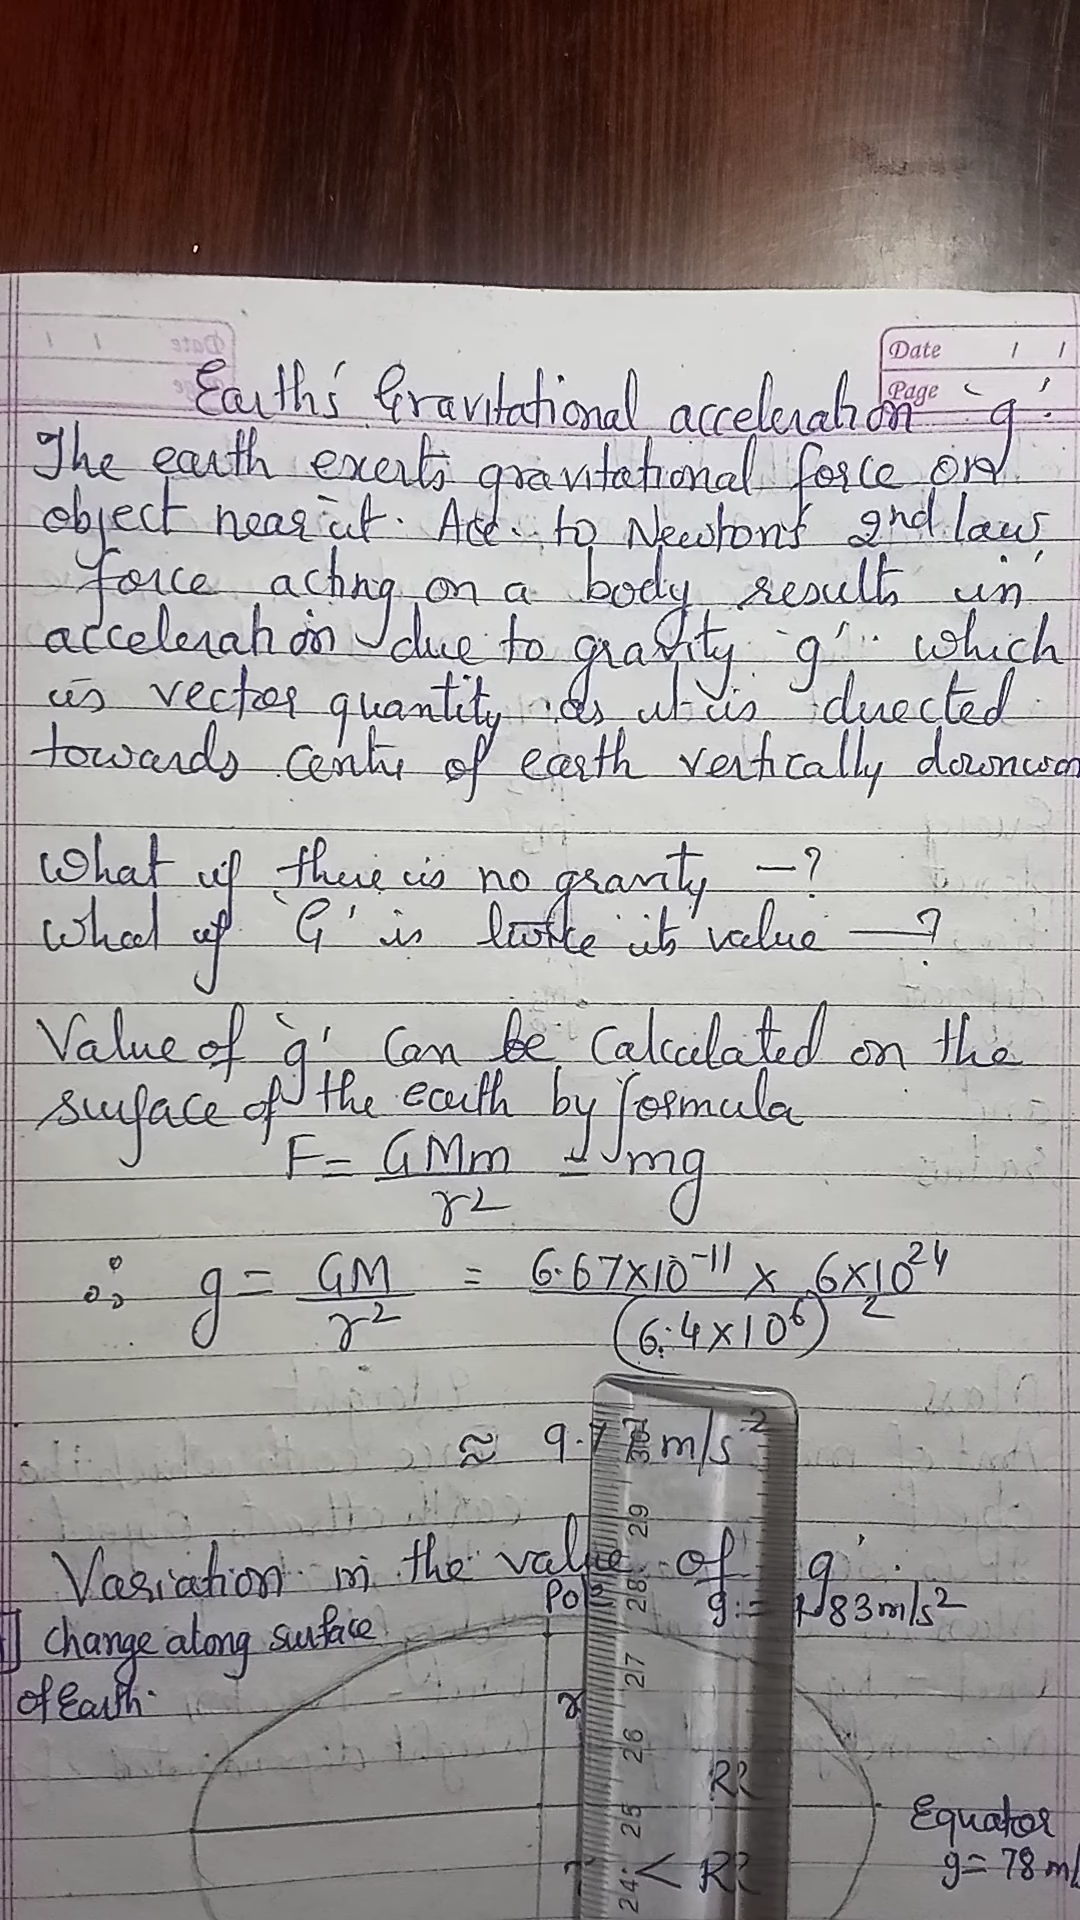 Date / /
Page
Earth's Gravitational acceleration 'g'.
The earth exerts gravitational force on
object near it. Acc. to Newton's 2nd law,
force acting on a body results in
acceleration due to gravity 'g'. which
is vector quantity as it is directed
towards centre of earth vertically
What if there is no gravity —?
What if 'G' is twice its value —?
Value of 'g' can be calculated on the
surface of the earth by formula
F = GMm/r² = mg
∴ g = GM/r² = 6.67×10⁻¹¹ × 6×10²⁴/(6.4×10⁶)²
≈ m/s²
Variation in the value of 'g'.
g = 83 m/s²
change along surface
of Earth.
Equator
g = 78 m/
< R
30 29 28 27 26 25 24